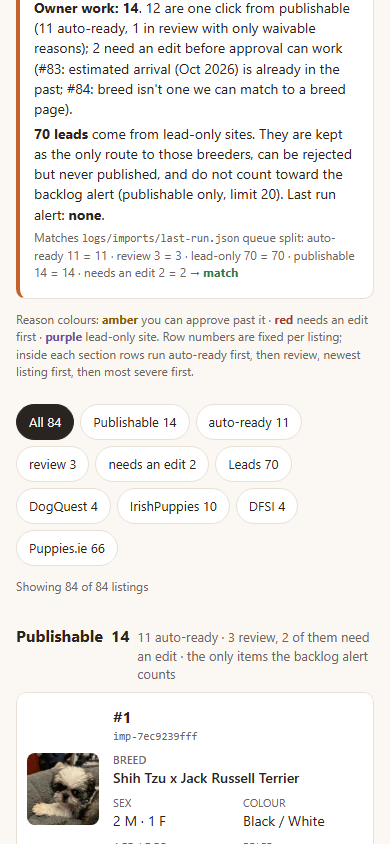 Owner work: 14. 12 are one click from publishable
(11 auto-ready, 1 in review with only waivable
reasons); 2 need an edit before approval can work
(#83: estimated arrival (Oct 2026) is already in the
past; #84: breed isn't one we can match to a breed
page).
70 leads come from lead-only sites. They are kept
as the only route to those breeders, can be rejected
but never published, and do not count toward the
backlog alert (publishable only, limit 20). Last run
alert: none.
Matches logs/imports/last-run.json queue split: auto-
ready 11 = 11 · review 3 = 3 · lead-only 70 = 70 · publishable
14 = 14 · needs an edit 2 = 2 → match
Reason colours: amber you can approve past it · red needs an edit
first · purple lead-only site. Row numbers are fixed per listing;
inside each section rows run auto-ready first, then review, newest
listing first, then most severe first.
All 84
Publishable 14
auto-ready 11
review 3
needs an edit 2
Leads 70
DogQuest 4
IrishPuppies 10
DFSI 4
Puppies.ie 66
Showing 84 of 84 listings
Publishable 14
11 auto-ready · 3 review, 2 of them need
an edit · the only items the backlog alert
counts
#1
imp-7ec9239fff
BREED
Shih Tzu x Jack Russell Terrier
SEX
2 M · 1 F
COLOUR
Black / White